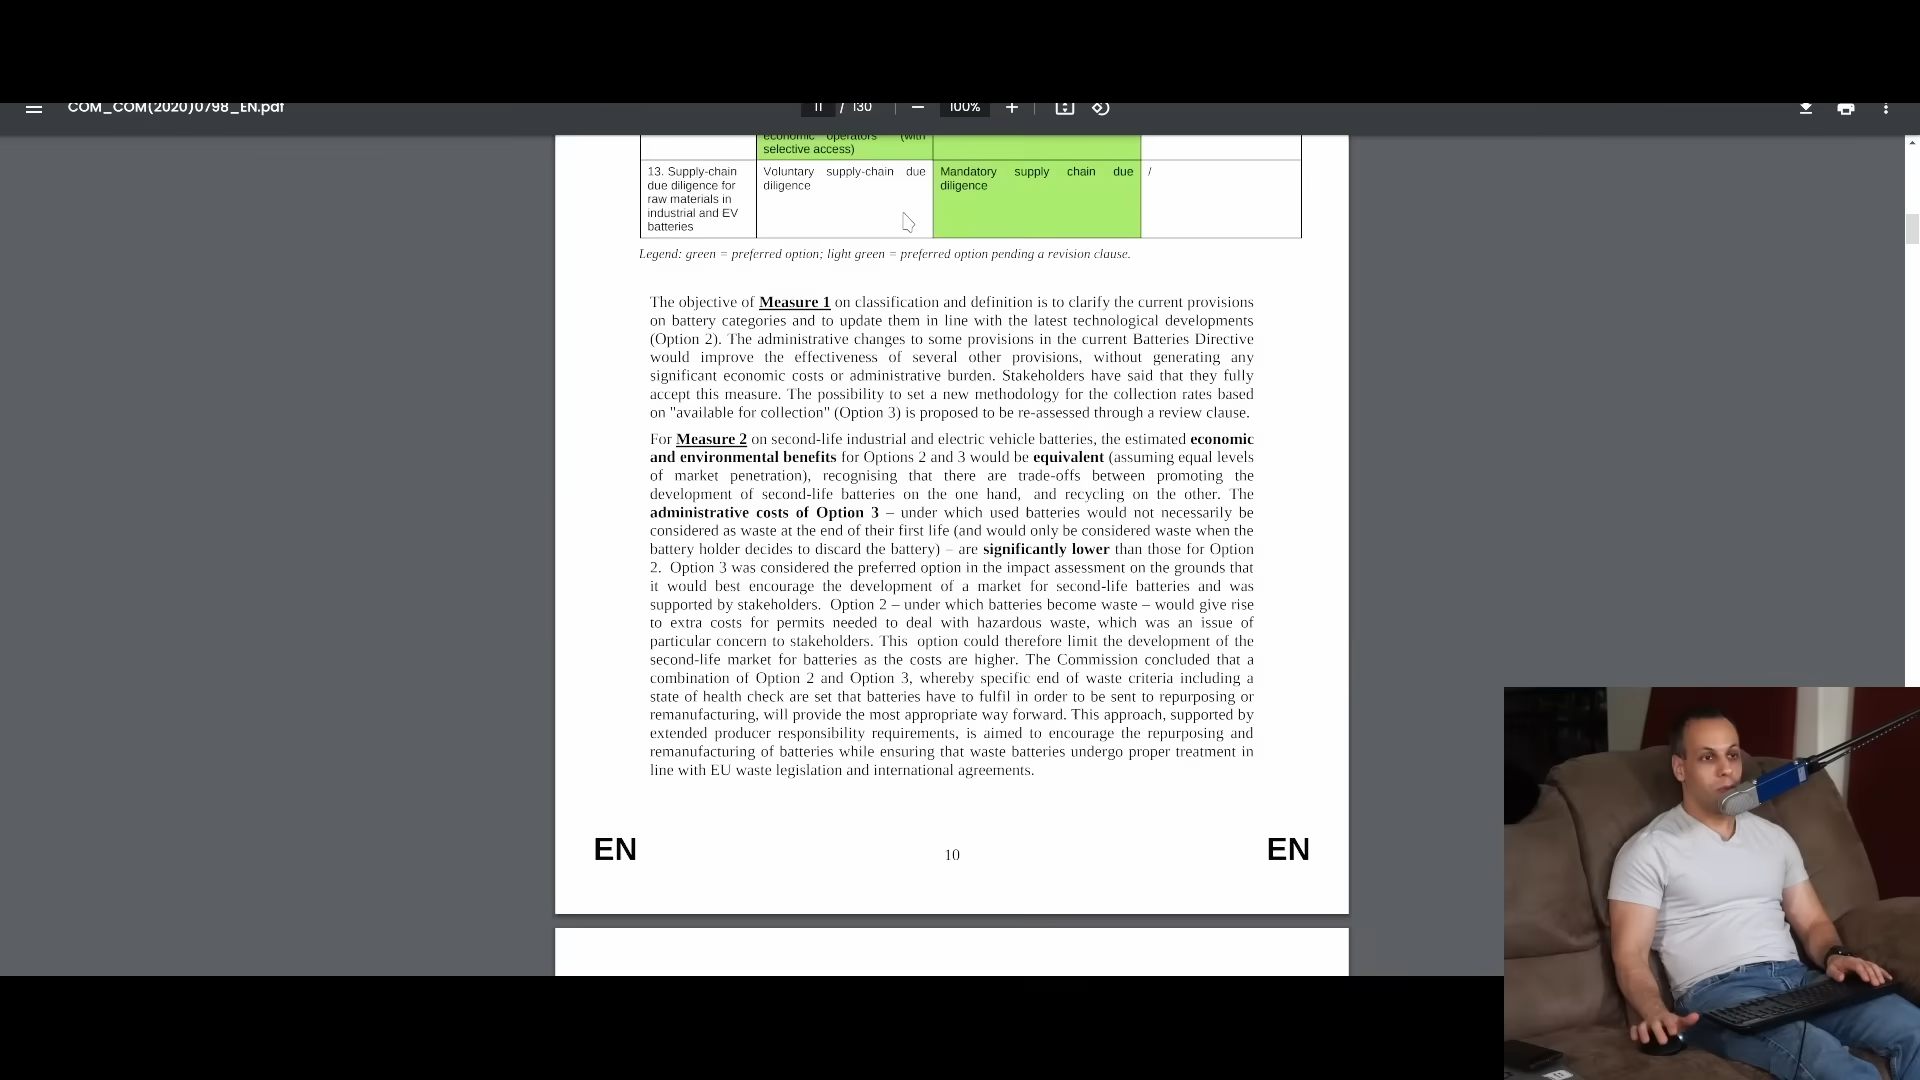 COM_COM(2020)0798_EN.pdf
11 / 130
100%
economic operators (with
selective access)
13. Supply-chain
due diligence for
raw materials in
industrial and EV
batteries
Voluntary supply-chain due
diligence
Mandatory supply chain due
diligence
/
Legend: green = preferred option; light green = preferred option pending a revision clause.
The objective of Measure 1 on classification and definition is to clarify the current provisions
on battery categories and to update them in line with the latest technological developments
(Option 2). The administrative changes to some provisions in the current Batteries Directive
would improve the effectiveness of several other provisions, without generating any
significant economic costs or administrative burden. Stakeholders have said that they fully
accept this measure. The possibility to set a new methodology for the collection rates based
on "available for collection" (Option 3) is proposed to be re-assessed through a review clause.
For Measure 2 on second-life industrial and electric vehicle batteries, the estimated economic
and environmental benefits for Options 2 and 3 would be equivalent (assuming equal levels
of market penetration), recognising that there are trade-offs between promoting the
development of second-life batteries on the one hand, and recycling on the other. The
administrative costs of Option 3 – under which used batteries would not necessarily be
considered as waste at the end of their first life (and would only be considered waste when the
battery holder decides to discard the battery) – are significantly lower than those for Option
2. Option 3 was considered the preferred option in the impact assessment on the grounds that
it would best encourage the development of a market for second-life batteries and was
supported by stakeholders. Option 2 – under which batteries become waste – would give rise
to extra costs for permits needed to deal with hazardous waste, which was an issue of
particular concern to stakeholders. This option could therefore limit the development of the
second-life market for batteries as the costs are higher. The Commission concluded that a
combination of Option 2 and Option 3, whereby specific end of waste criteria including a
state of health check are set that batteries have to fulfil in order to be sent to repurposing or
remanufacturing, will provide the most appropriate way forward. This approach, supported by
extended producer responsibility requirements, is aimed to encourage the repurposing and
remanufacturing of batteries while ensuring that waste batteries undergo proper treatment in
line with EU waste legislation and international agreements.
EN
10
EN